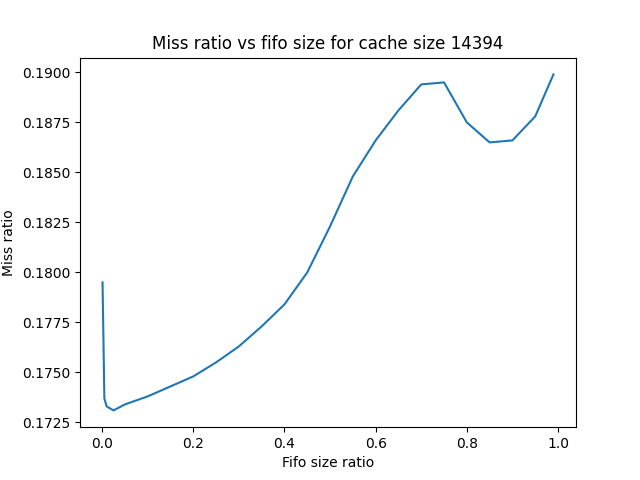 Miss ratio vs fifo size for cache size 14394
0.1900
0.1875
0.1850
0.1825
0.1800
0.1775
0.1750
0.1725
Miss ratio
0.0 0.2 0.4 0.6 0.8 1.0
Fifo size ratio